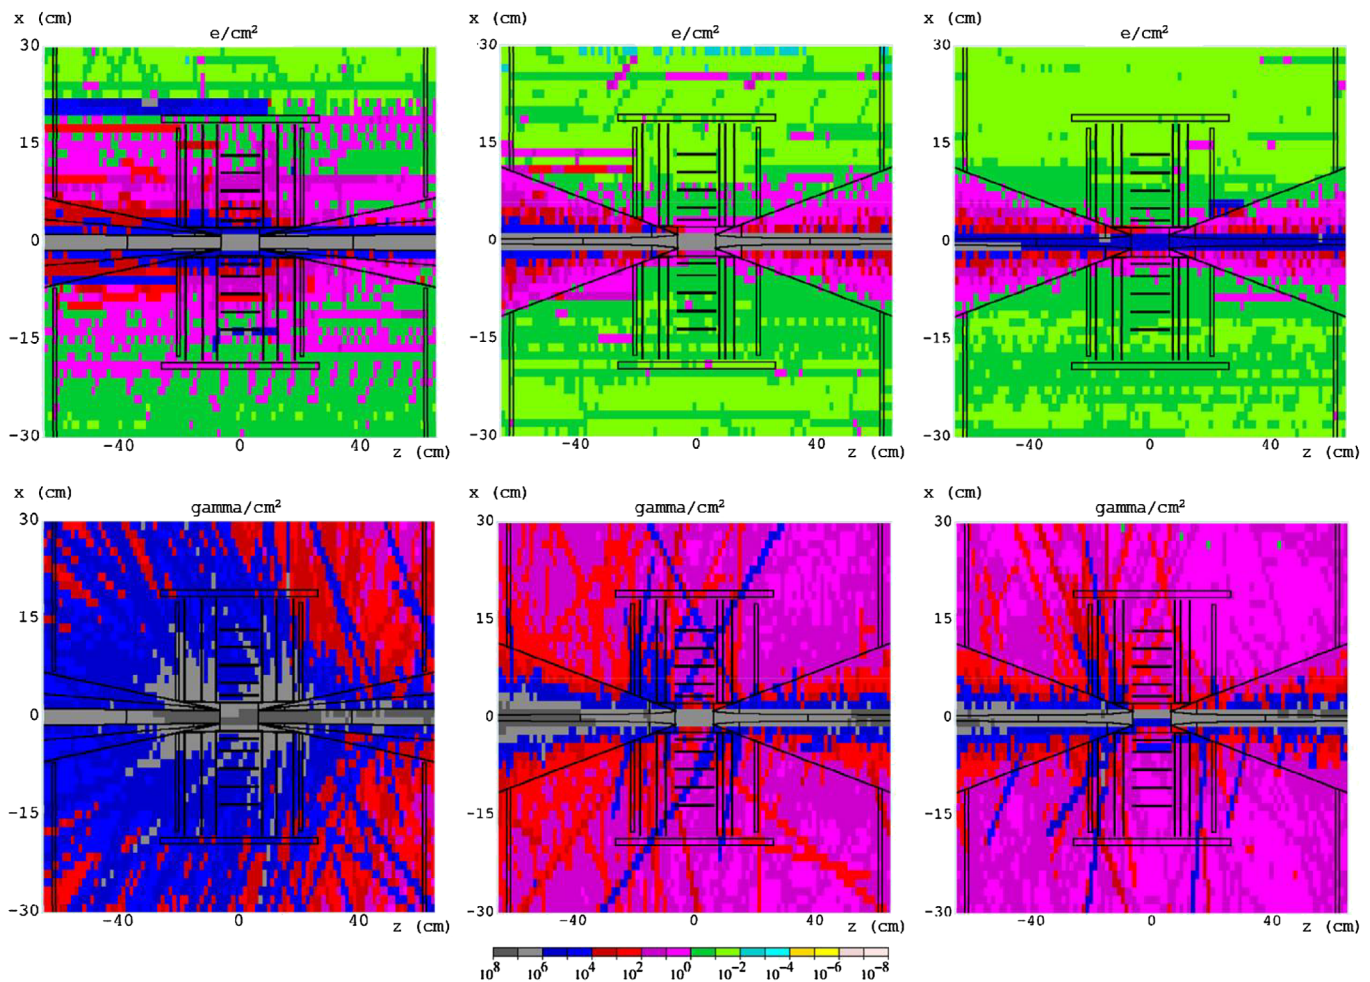 x (cm) x (cm) x (cm)
e/cm² e/cm² e/cm²
30 30 30
15 15 15
0 0 0
-15 -15 -15
-30 -30 -30
-40 0 40 -40 0 40 -40 0 40
z (cm) z (cm) z (cm)
x (cm) x (cm) x (cm)
gamma/cm² gamma/cm² gamma/cm²
30 30 30
15 15 15
0 0 0
-15 -15 -15
-30 -30 -30
-40 0 40 -40 0 40 -40 0 40
z (cm) z (cm) z (cm)
10⁸ 10⁶ 10⁴ 10² 10⁰ 10⁻² 10⁻⁴ 10⁻⁶ 10⁻⁸